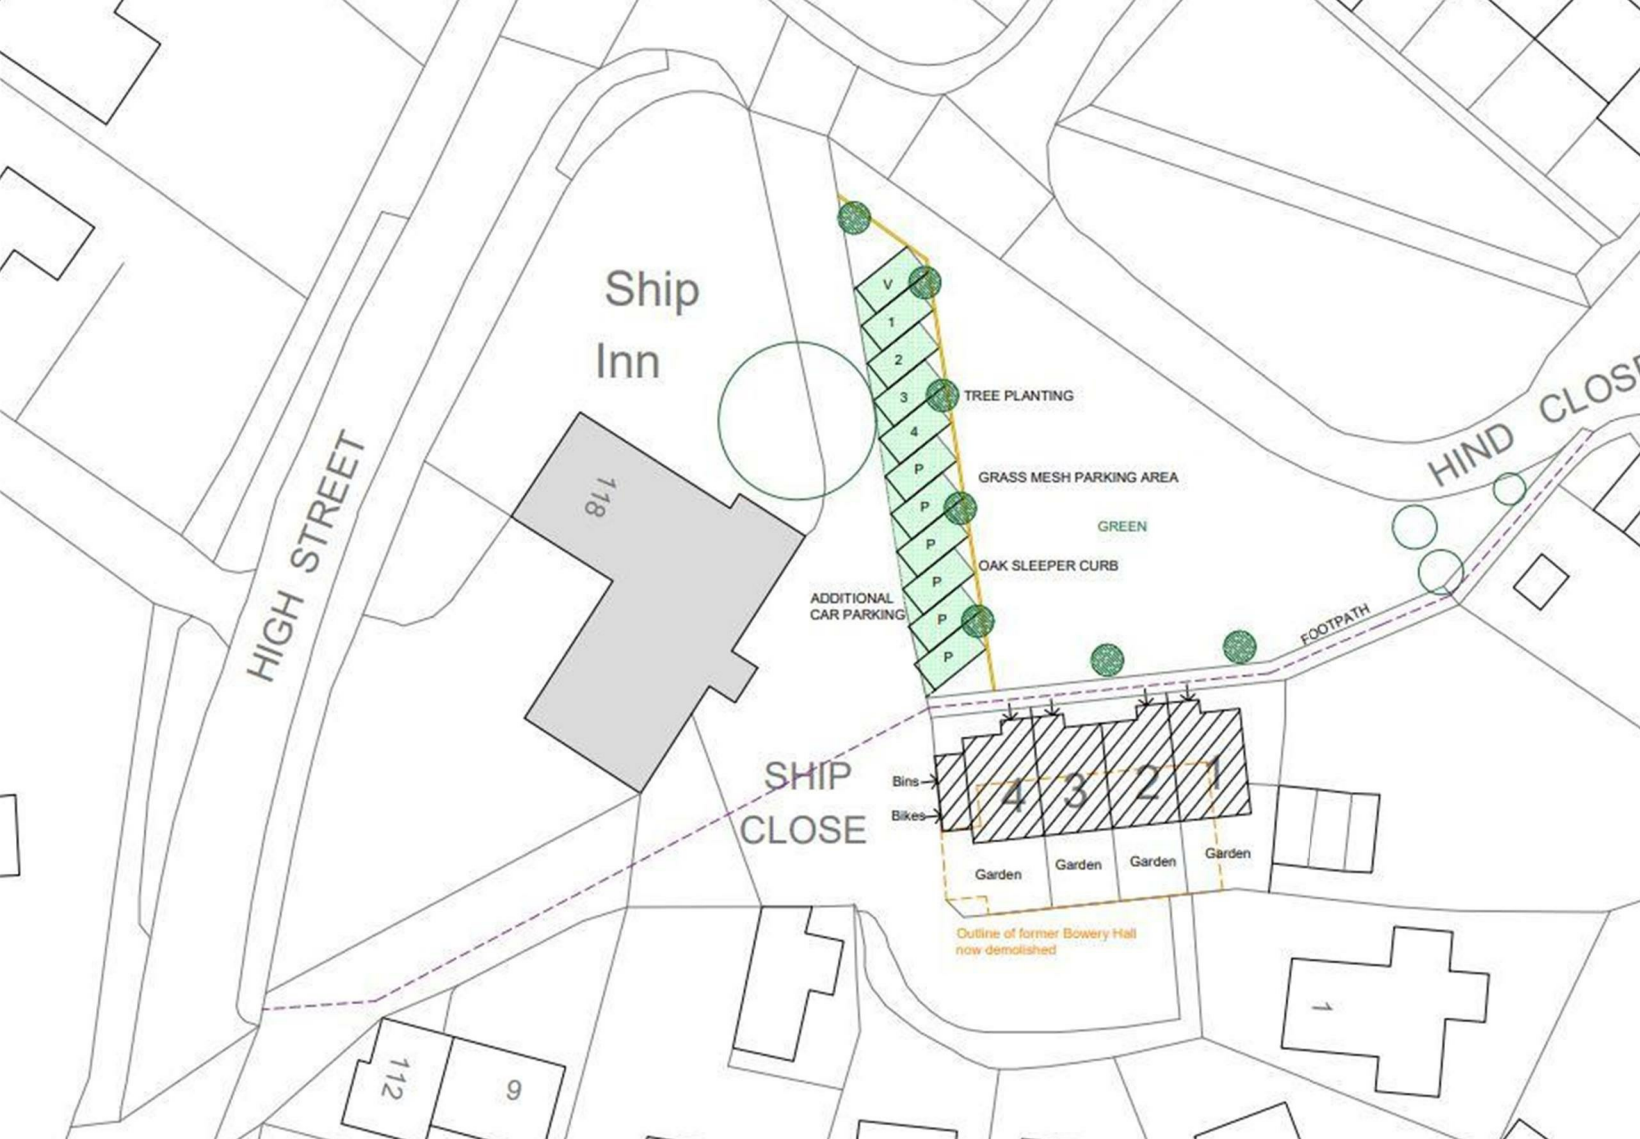 Ship
Inn
118
HIGH STREET
V
1
2
3
4
P
P
P
P
P
P
TREE PLANTING
GRASS MESH PARKING AREA
GREEN
OAK SLEEPER CURB
ADDITIONAL
CAR PARKING
HIND CLOSE
FOOTPATH
SHIP
CLOSE
Bins
Bikes
4
3
2
1
Garden
Garden
Garden
Garden
Outline of former Bowery Hall
now demolished
1
112
9